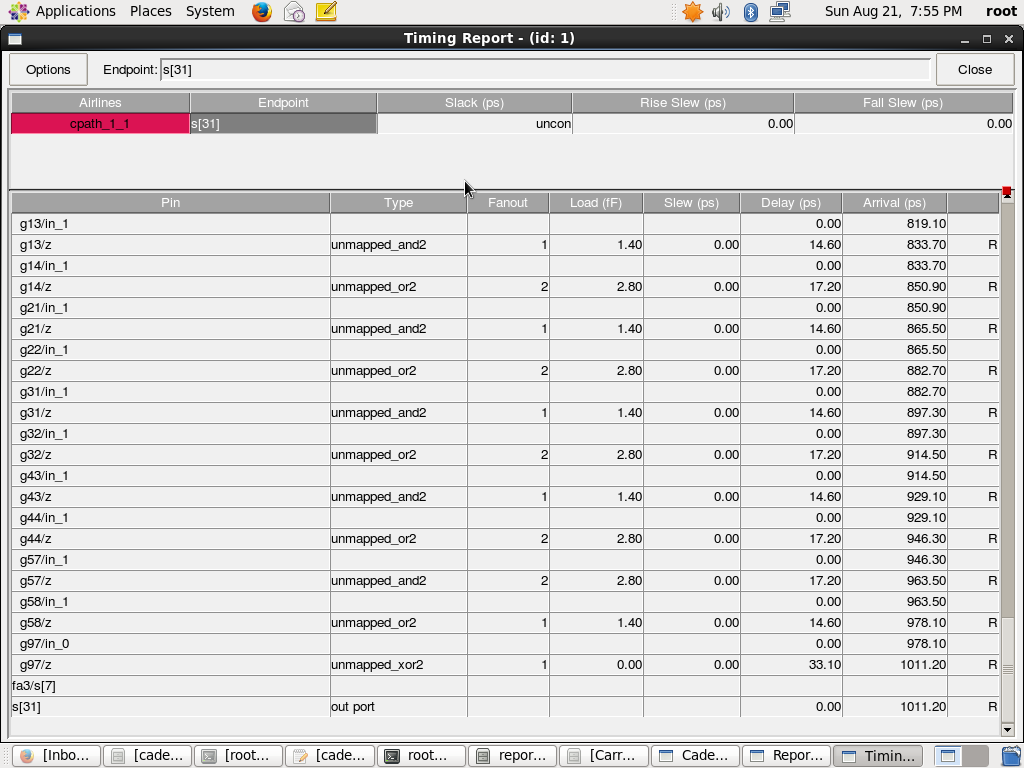 Applications Places System Sun Aug 21, 7:55 PM root
Timing Report - (id: 1)
Options Endpoint: s[31] Close
Airlines Endpoint Slack (ps) Rise Slew (ps) Fall Slew (ps)
cpath_1_1 s[31] uncon 0.00 0.00
Pin Type Fanout Load (fF) Slew (ps) Delay (ps) Arrival (ps)
g13/in_1 0.00 819.10
g13/z unmapped_and2 1 1.40 0.00 14.60 833.70 R
g14/in_1 0.00 833.70
g14/z unmapped_or2 2 2.80 0.00 17.20 850.90 R
g21/in_1 0.00 850.90
g21/z unmapped_and2 1 1.40 0.00 14.60 865.50 R
g22/in_1 0.00 865.50
g22/z unmapped_or2 2 2.80 0.00 17.20 882.70 R
g31/in_1 0.00 882.70
g31/z unmapped_and2 1 1.40 0.00 14.60 897.30 R
g32/in_1 0.00 897.30
g32/z unmapped_or2 2 2.80 0.00 17.20 914.50 R
g43/in_1 0.00 914.50
g43/z unmapped_and2 1 1.40 0.00 14.60 929.10 R
g44/in_1 0.00 929.10
g44/z unmapped_or2 2 2.80 0.00 17.20 946.30 R
g57/in_1 0.00 946.30
g57/z unmapped_and2 2 2.80 0.00 17.20 963.50 R
g58/in_1 0.00 963.50
g58/z unmapped_or2 1 1.40 0.00 14.60 978.10 R
g97/in_0 0.00 978.10
g97/z unmapped_xor2 1 0.00 0.00 33.10 1011.20 R
fa3/s[7]
s[31] out port 0.00 1011.20 R
[Inbo... [cade... [root... [cade... root... repor... [Carr... Cade... Repor... Timin...